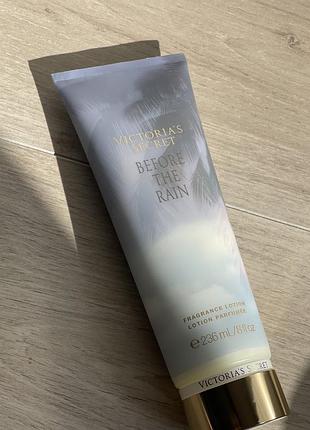 VICTORIA'S
SECRET
BEFORE
THE
RAIN
FRAGRANCE LOTION
LOTION PARFUMÉE
℮ 236 mL/8 fl oz
VICTORIA'S SECRET